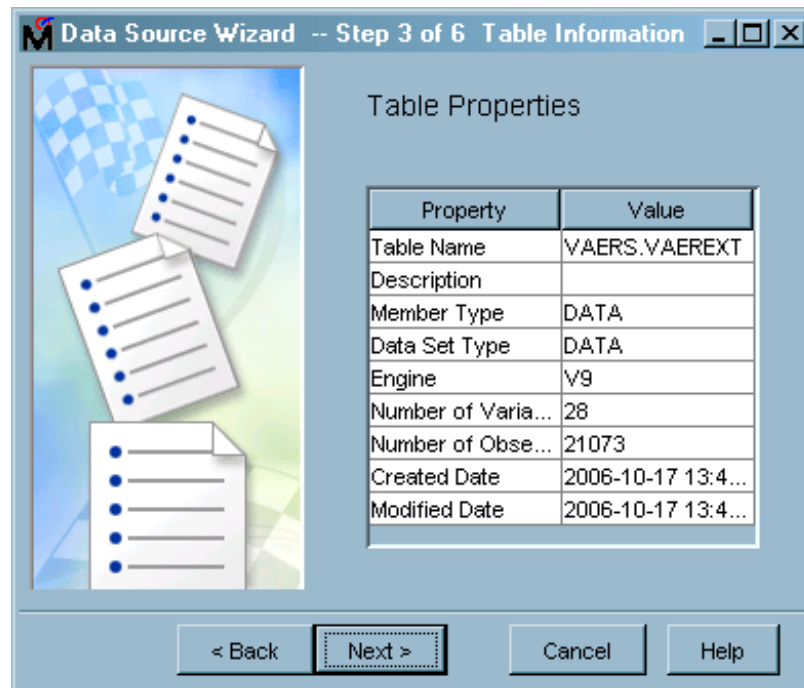 Data Source Wizard -- Step 3 of 6 Table Information
Table Properties
Property Value
Table Name VAERS.VAEREXT
Description
Member Type DATA
Data Set Type DATA
Engine V9
Number of Varia... 28
Number of Obse... 21073
Created Date 2006-10-17 13:4...
Modified Date 2006-10-17 13:4...
< Back Next > Cancel Help